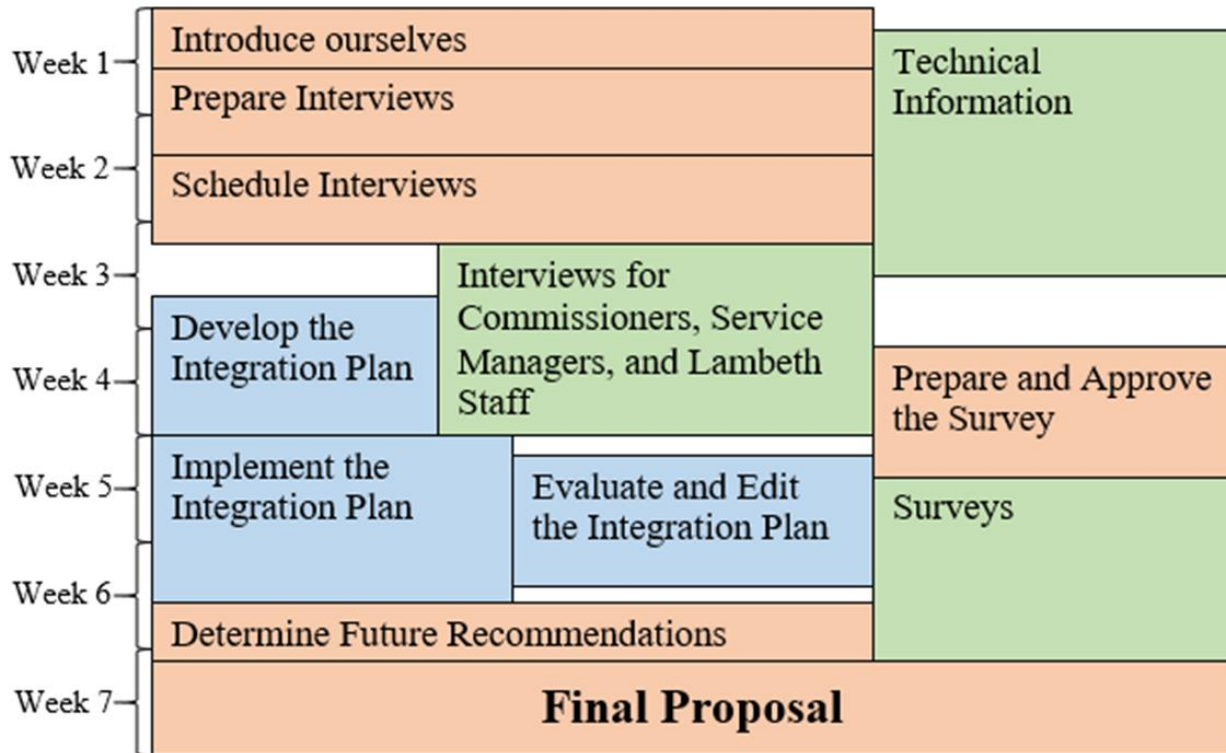 Week 1
Week 2
Week 3
Week 4
Week 5
Week 6
Week 7
Introduce ourselves
Prepare Interviews
Schedule Interviews
Technical
Information
Interviews for
Commissioners, Service
Managers, and Lambeth
Staff
Develop the
Integration Plan
Prepare and Approve
the Survey
Implement the
Integration Plan
Evaluate and Edit
the Integration Plan
Surveys
Determine Future Recommendations
Final Proposal